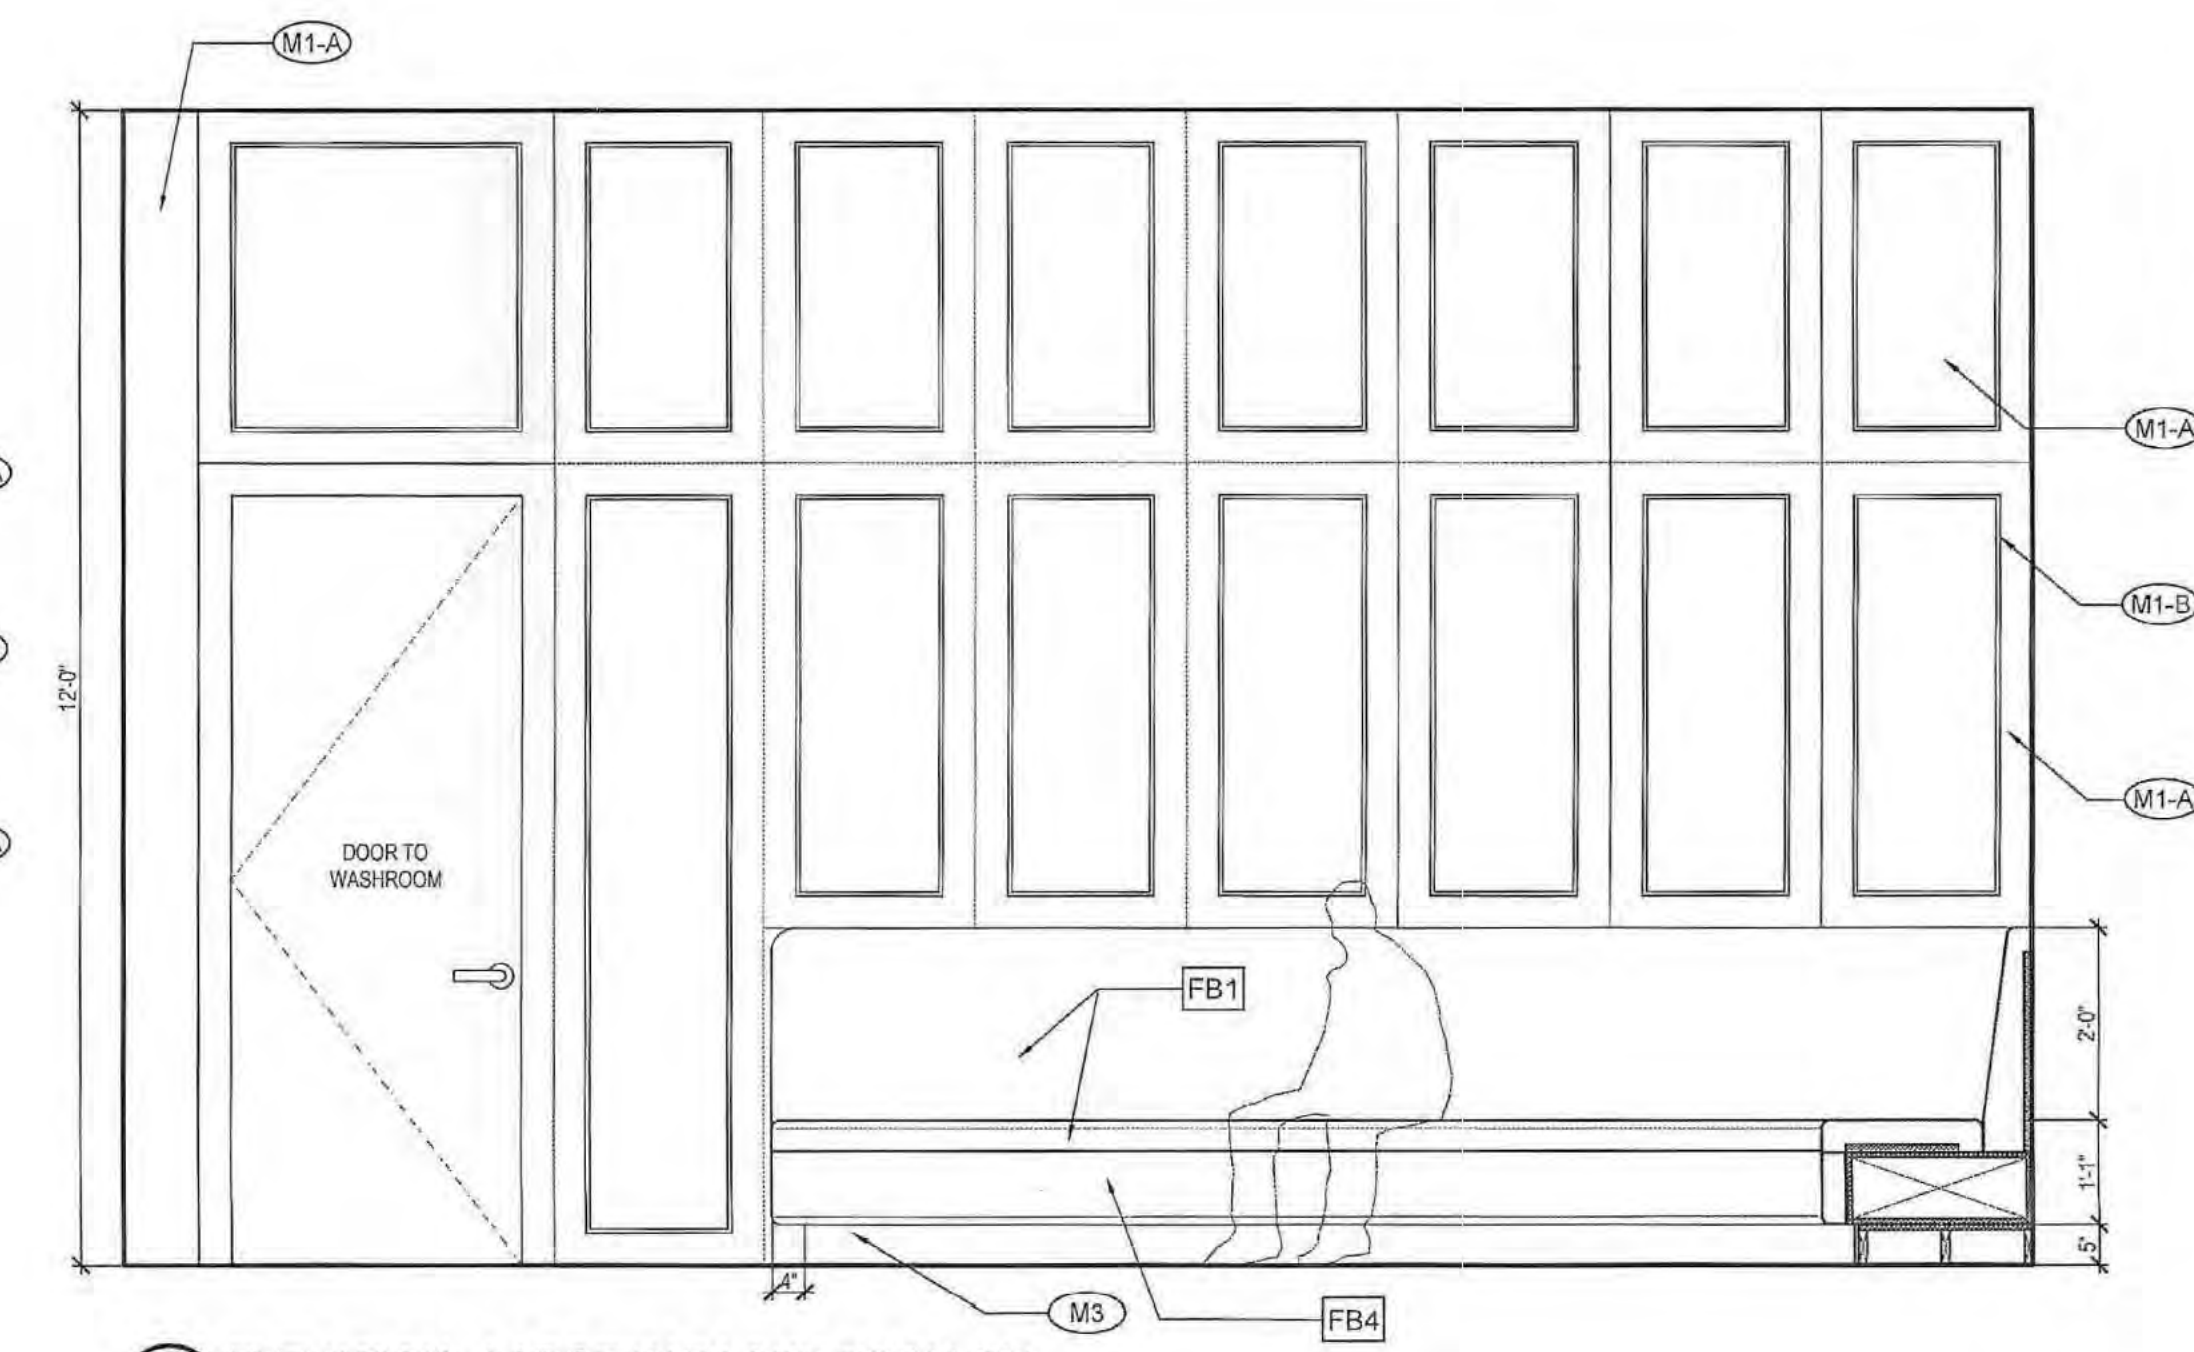 M1-A
M1-A
M1-B
12'-0"
M1-A
DOOR TO
WASHROOM
FB1
2'-0"
1'-1"
5"
4"
M3
FB4